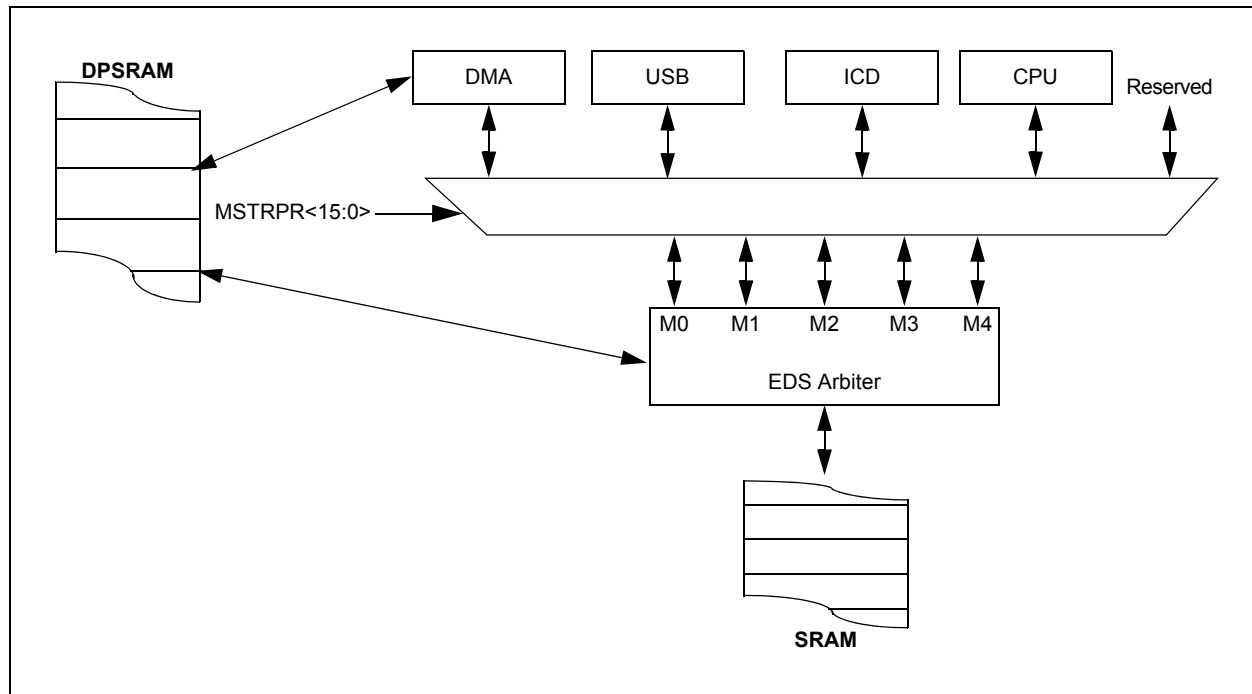 DPSRAM
DMA
USB
ICD
CPU
Reserved
MSTRPR<15:0>
M0
M1
M2
M3
M4
EDS Arbiter
SRAM